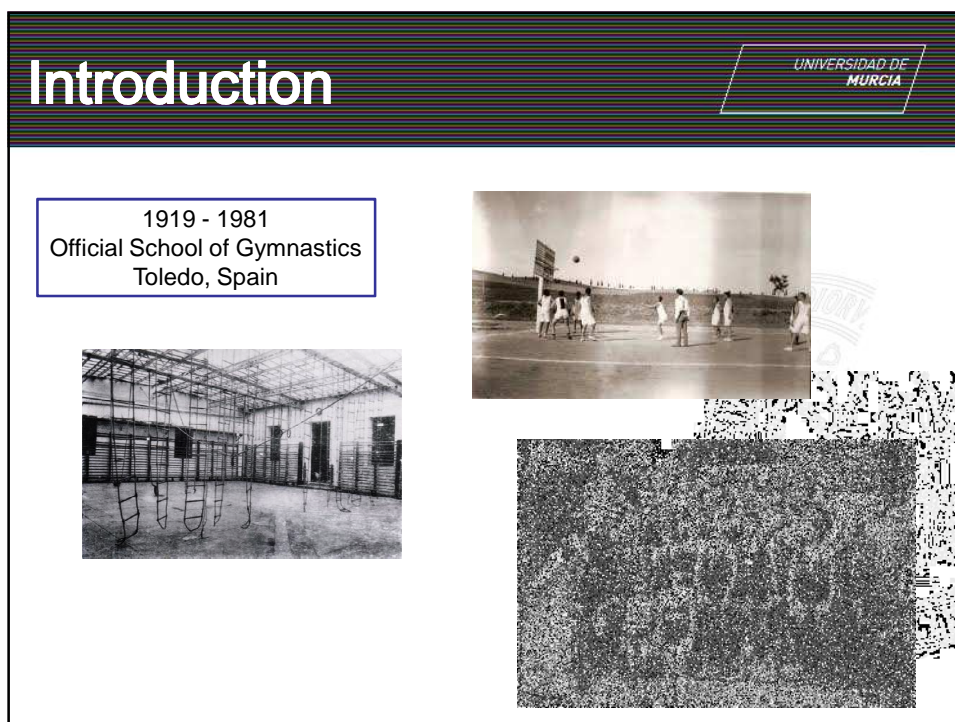 Introduction
UNIVERSIDAD DE
MURCIA
1919 - 1981
Official School of Gymnastics
Toledo, Spain